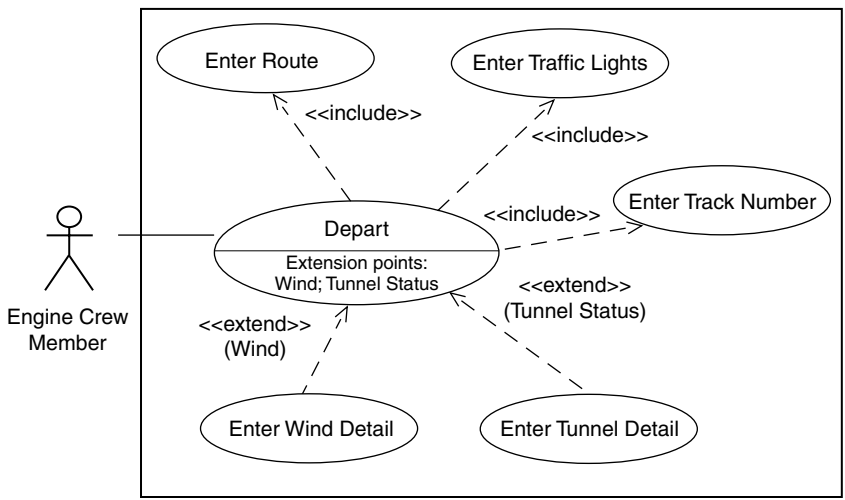 Enter Route
Enter Traffic Lights
<<include>>
<<include>>
Enter Track Number
<<include>>
Depart
Extension points:
Wind; Tunnel Status
Engine Crew
Member
<<extend>>
(Tunnel Status)
<<extend>>
(Wind)
Enter Wind Detail
Enter Tunnel Detail